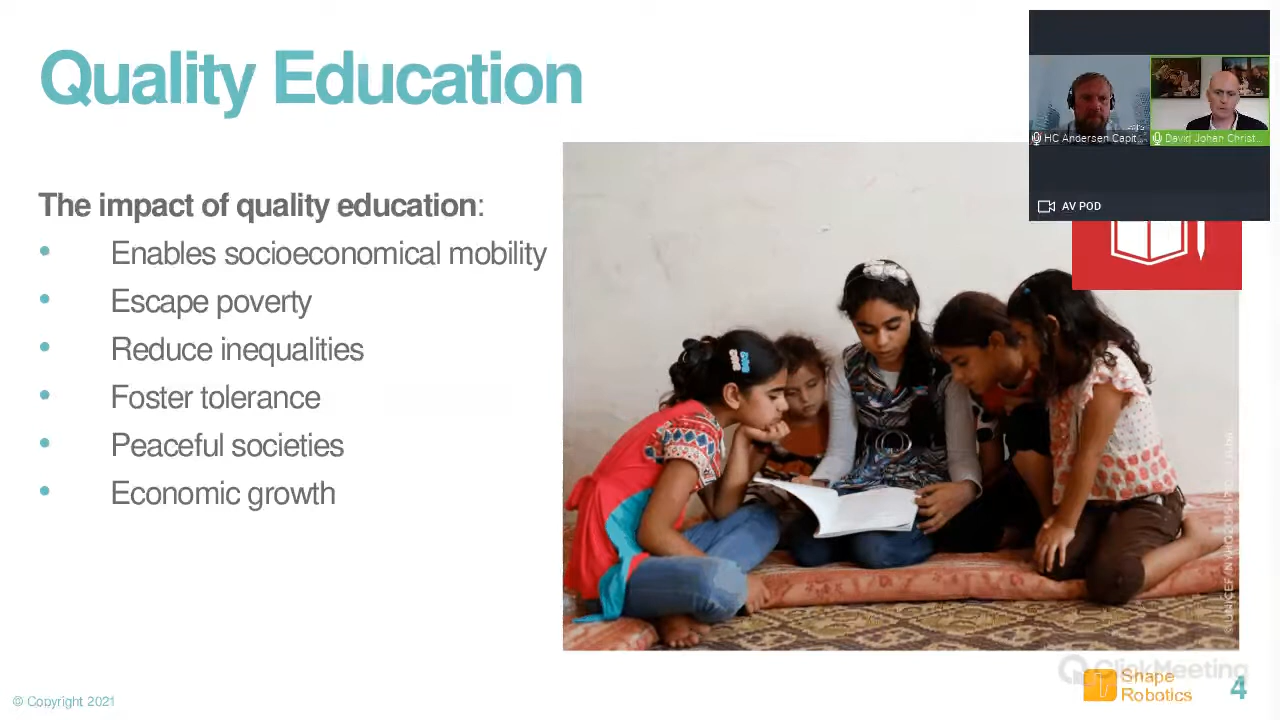 Quality Education
HC Andersen Capit...
David Johan Christ...
AV POD
The impact of quality education:
• Enables socioeconomical mobility
• Escape poverty
• Reduce inequalities
• Foster tolerance
• Peaceful societies
• Economic growth
ClickMeeting
Shape
Robotics
4
© Copyright 2021